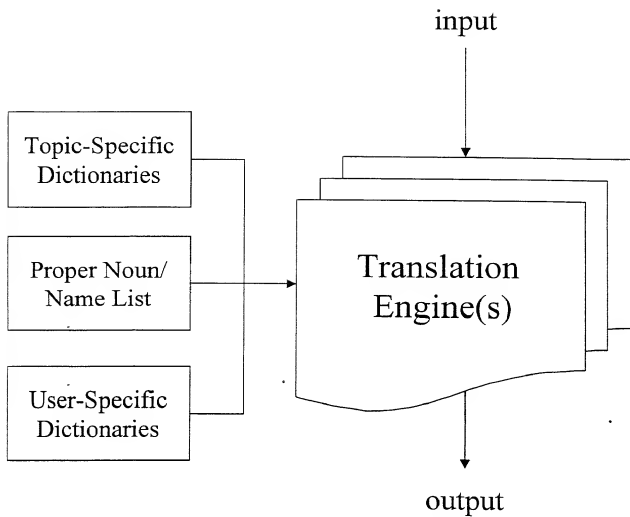 input
Topic-Specific
Dictionaries
Proper Noun/
Name List
User-Specific
Dictionaries
Translation
Engine(s)
output